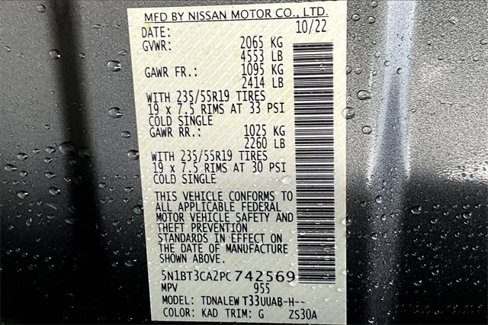 MFD BY NISSAN MOTOR CO., LTD.
DATE: 10/22
GVWR: 2065 KG
4553 LB
GAWR FR.: 1095 KG
2414 LB
WITH 235/55R19 TIRES
19 x 7.5 RIMS AT 33 PSI
COLD SINGLE
GAWR RR.: 1025 KG
2260 LB
WITH 235/55R19 TIRES
19 x 7.5 RIMS AT 30 PSI
COLD SINGLE
THIS VEHICLE CONFORMS TO
ALL APPLICABLE FEDERAL
MOTOR VEHICLE SAFETY AND
THEFT PREVENTION
STANDARDS IN EFFECT ON
THE DATE OF MANUFACTURE
SHOWN ABOVE.
5N1BT3CA2PC742569
MPV 955
MODEL: TDNALEW T33UUAB-H--
COLOR: KAD TRIM: G ZS30A